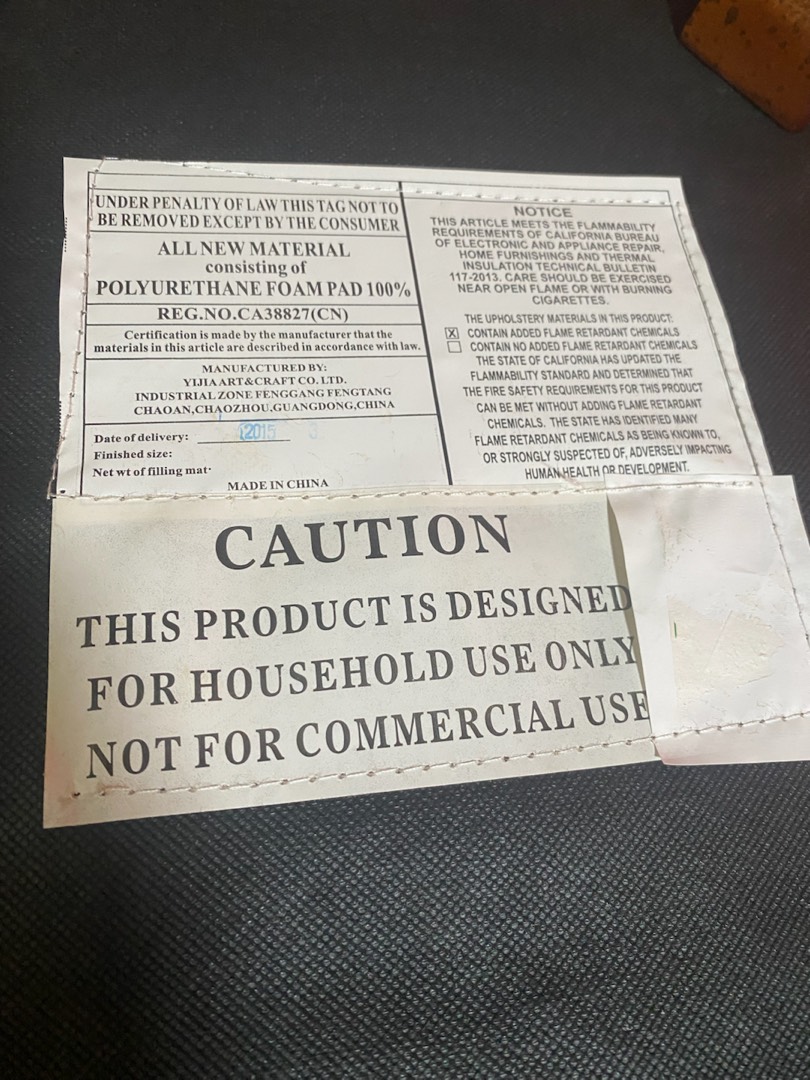 UNDER PENALTY OF LAW THIS TAG NOT TO
BE REMOVED EXCEPT BY THE CONSUMER
ALL NEW MATERIAL
consisting of
POLYURETHANE FOAM PAD 100%
REG.NO.CA38827(CN)
Certification is made by the manufacturer that the
materials in this article are described in accordance with law.
MANUFACTURED BY:
YIJIA ART&CRAFT CO. LTD.
INDUSTRIAL ZONE FENGGANG FENGTANG
CHAOAN,CHAOZHOU,GUANGDONG,CHINA
Date of delivery: 2015
Finished size:
Net wt of filling mat·
MADE IN CHINA
NOTICE
THIS ARTICLE MEETS THE FLAMMABILITY
REQUIREMENTS OF CALIFORNIA BUREAU
OF ELECTRONIC AND APPLIANCE REPAIR,
HOME FURNISHINGS AND THERMAL
INSULATION TECHNICAL BULLETIN
117-2013. CARE SHOULD BE EXERCISED
NEAR OPEN FLAME OR WITH BURNING
CIGARETTES.
THE UPHOLSTERY MATERIALS IN THIS PRODUCT:
☒ CONTAIN ADDED FLAME RETARDANT CHEMICALS
☐ CONTAIN NO ADDED FLAME RETARDANT CHEMICALS
THE STATE OF CALIFORNIA HAS UPDATED THE
FLAMMABILITY STANDARD AND DETERMINED THAT
THE FIRE SAFETY REQUIREMENTS FOR THIS PRODUCT
CAN BE MET WITHOUT ADDING FLAME RETARDANT
CHEMICALS. THE STATE HAS IDENTIFIED MANY
FLAME RETARDANT CHEMICALS AS BEING KNOWN TO,
OR STRONGLY SUSPECTED OF, ADVERSELY IMPACTING
HUMAN HEALTH OR DEVELOPMENT.
CAUTION
THIS PRODUCT IS DESIGNED
FOR HOUSEHOLD USE ONLY
NOT FOR COMMERCIAL USE